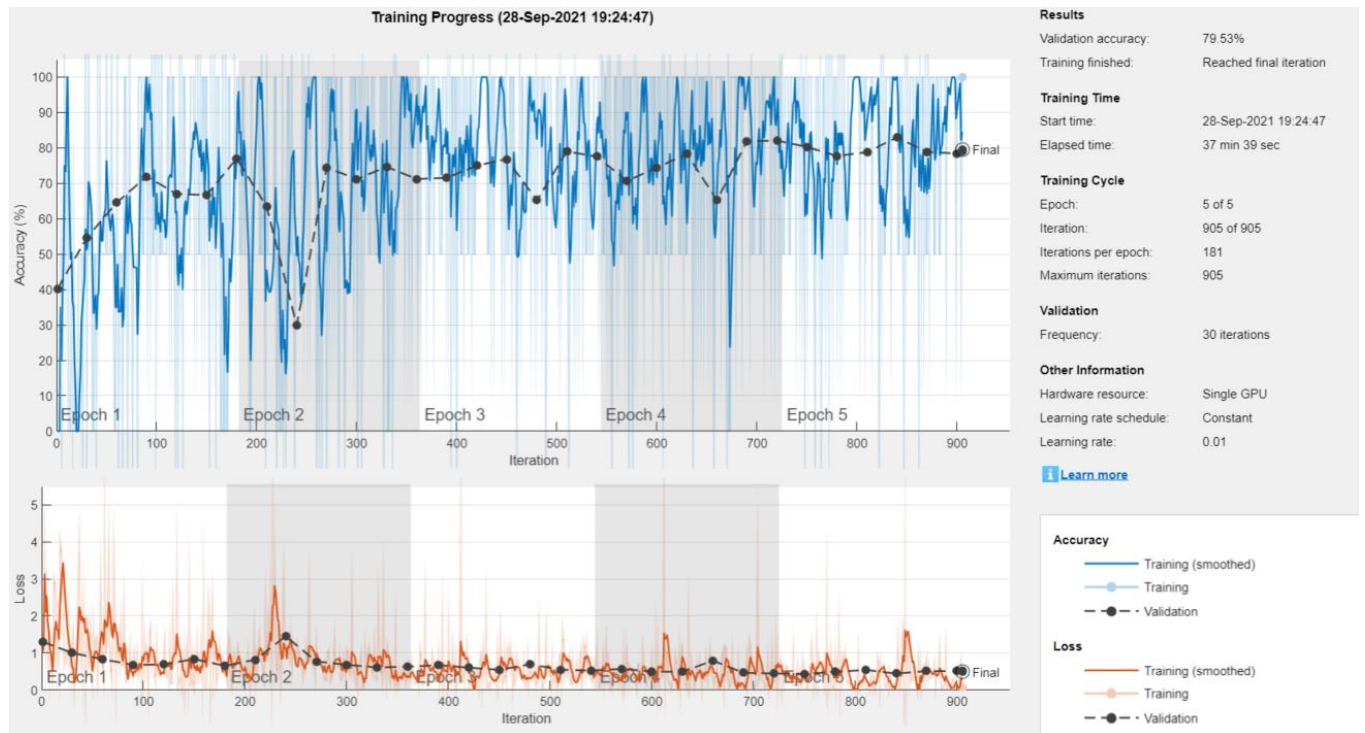 Training Progress (28-Sep-2021 19:24:47)
Accuracy (%)
100
90
80
70
60
50
40
30
20
10
0
Final
Epoch 1 Epoch 2 Epoch 3 Epoch 4 Epoch 5
0 100 200 300 400 500 600 700 800 900
Iteration
Loss
5
4
3
2
1
0
Final
Epoch 1 Epoch 2 Epoch 3 Epoch 4 Epoch 5
0 100 200 300 400 500 600 700 800 900
Iteration
Results
Validation accuracy: 79.53%
Training finished: Reached final iteration
Training Time
Start time: 28-Sep-2021 19:24:47
Elapsed time: 37 min 39 sec
Training Cycle
Epoch: 5 of 5
Iteration: 905 of 905
Iterations per epoch: 181
Maximum iterations: 905
Validation
Frequency: 30 iterations
Other Information
Hardware resource: Single GPU
Learning rate schedule: Constant
Learning rate: 0.01
i Learn more
Accuracy
Training (smoothed)
Training
Validation
Loss
Training (smoothed)
Training
Validation